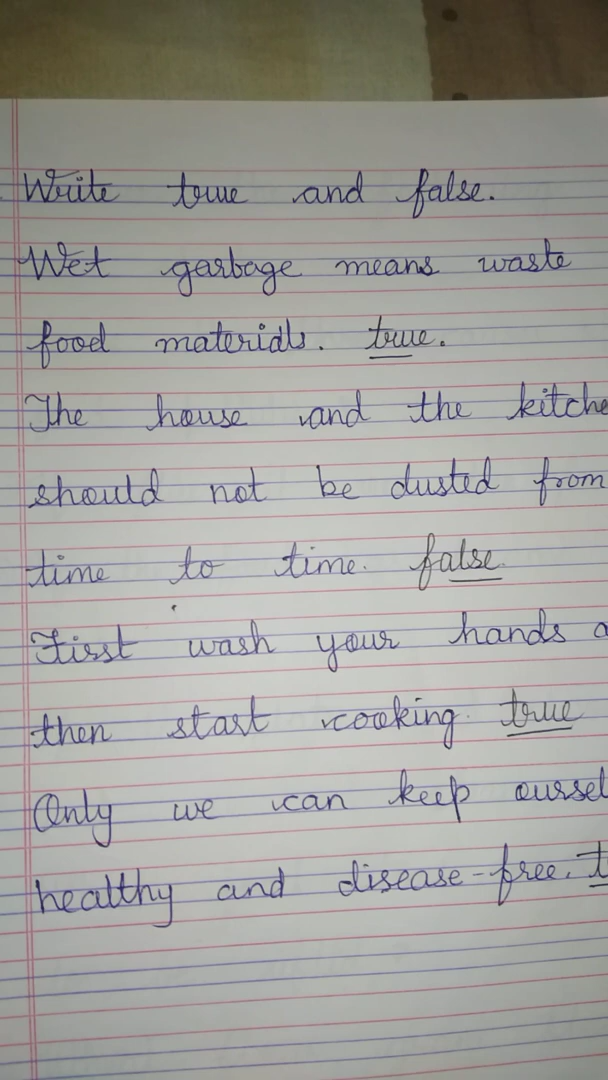 Write true and false.
Wet garbage means waste
food materials. true.
The house and the kitche
should not be dusted from
time to time. false.
First wash your hands a
then start cooking. true
Only we can keep oursel
healthy and disease-free. t